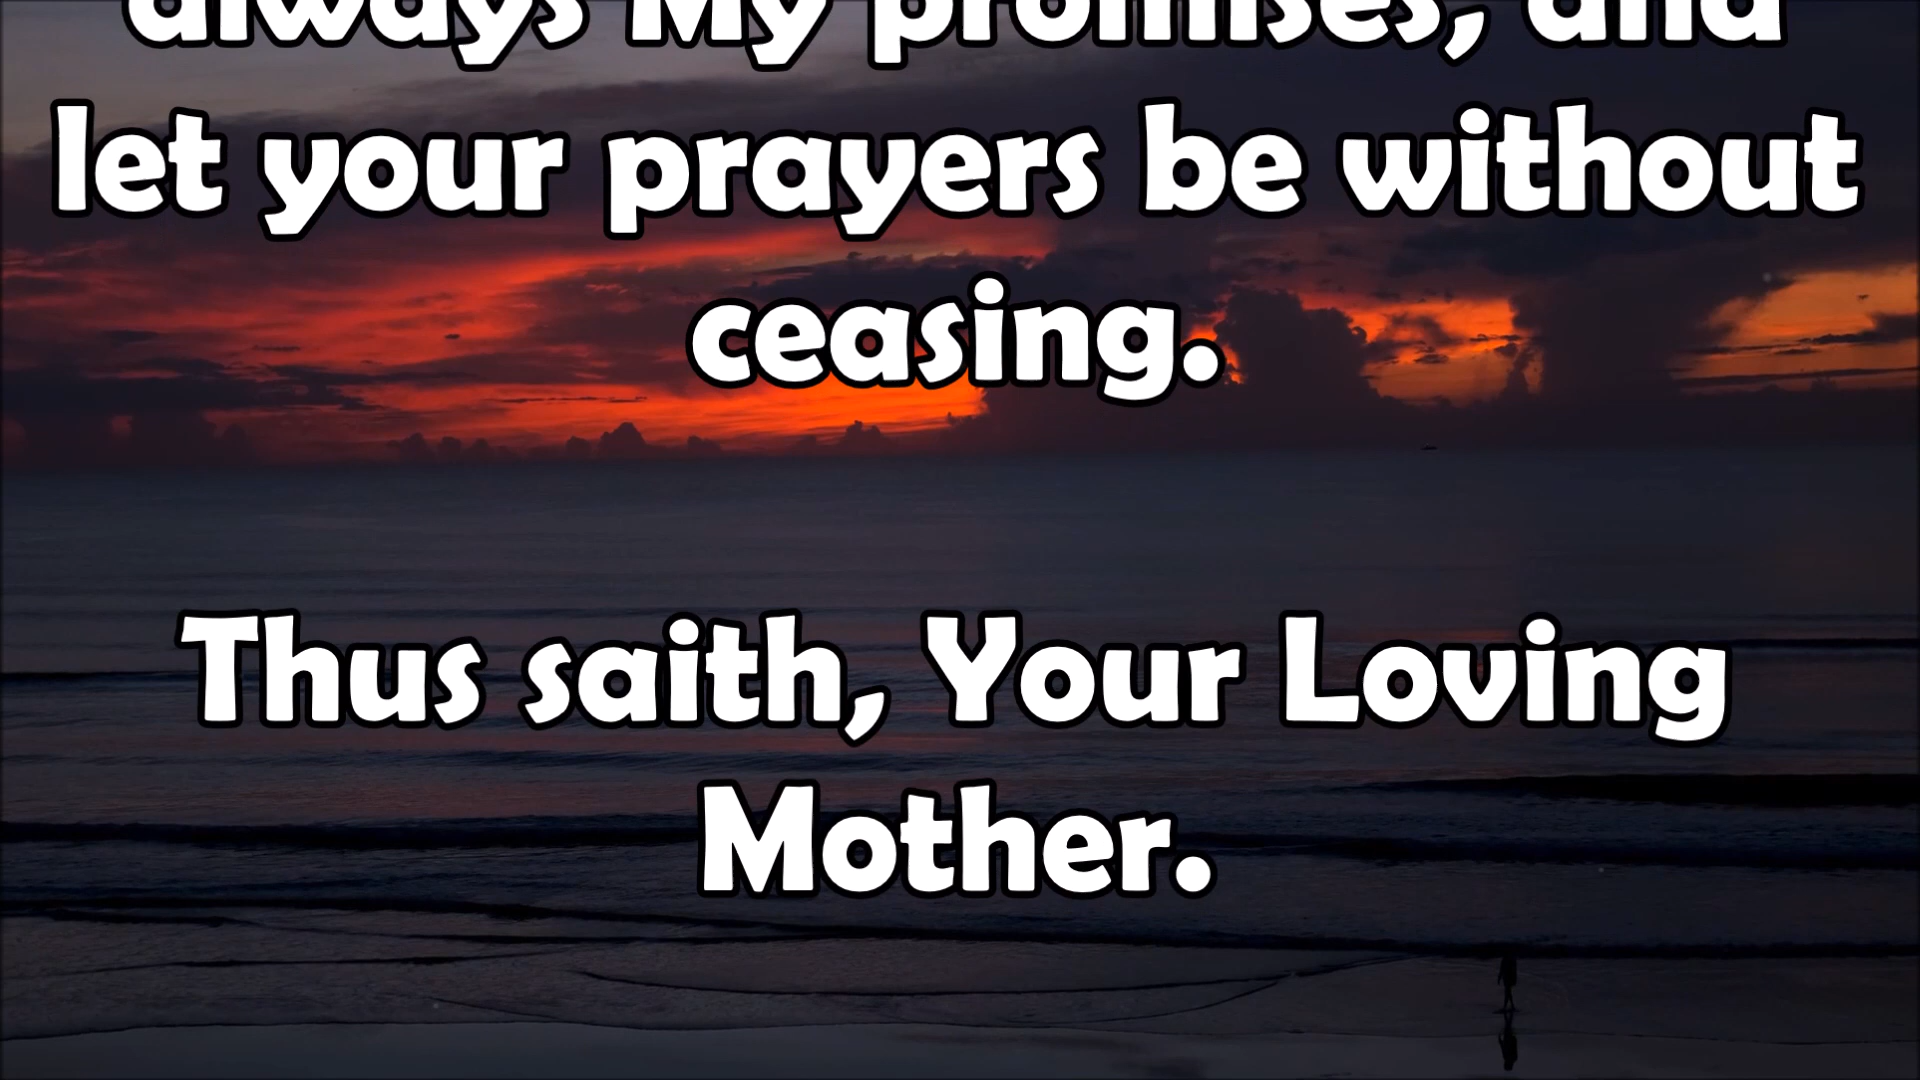 always My promises, and
let your prayers be without
ceasing.
Thus saith, Your Loving
Mother.